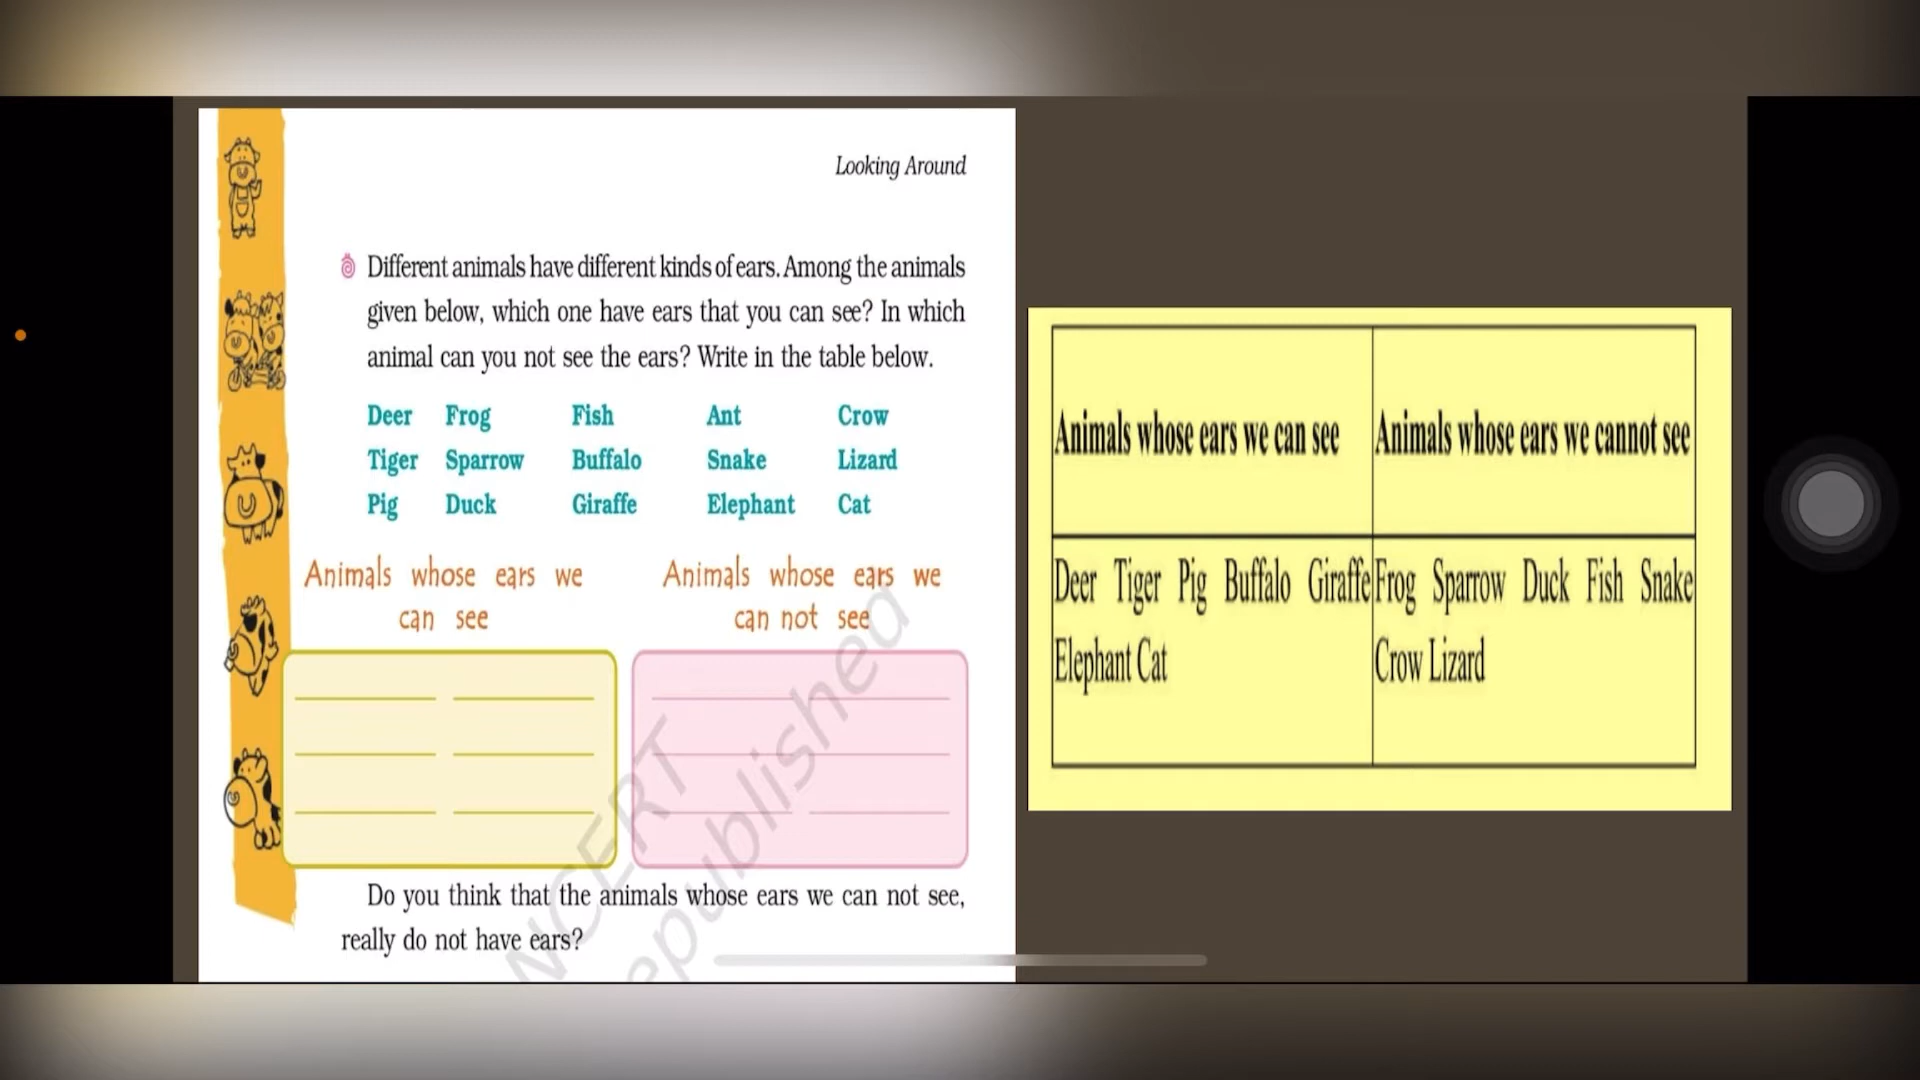 Looking Around
Different animals have different kinds of ears. Among the animals
given below, which one have ears that you can see? In which
animal can you not see the ears? Write in the table below.
Deer Frog Fish Ant Crow
Tiger Sparrow Buffalo Snake Lizard
Pig Duck Giraffe Elephant Cat
Animals whose ears we
can see
Animals whose ears we
can not see
Do you think that the animals whose ears we can not see,
really do not have ears?
NCERT
republished
Animals whose ears we can see
Animals whose ears we cannot see
Deer Tiger Pig Buffalo Giraffe
Elephant Cat
Frog Sparrow Duck Fish Snake
Crow Lizard